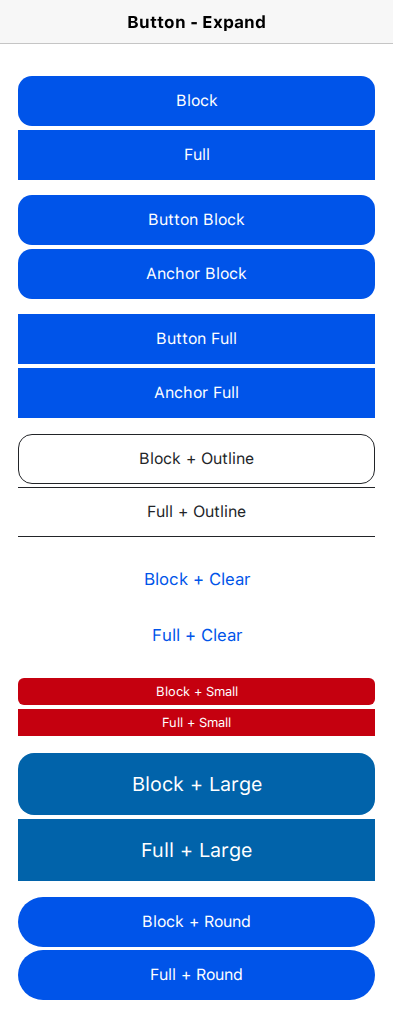 Button - Expand
Block
Full
Button Block
Anchor Block
Button Full
Anchor Full
Block + Outline
Full + Outline
Block + Clear
Full + Clear
Block + Small
Full + Small
Block + Large
Full + Large
Block + Round
Full + Round